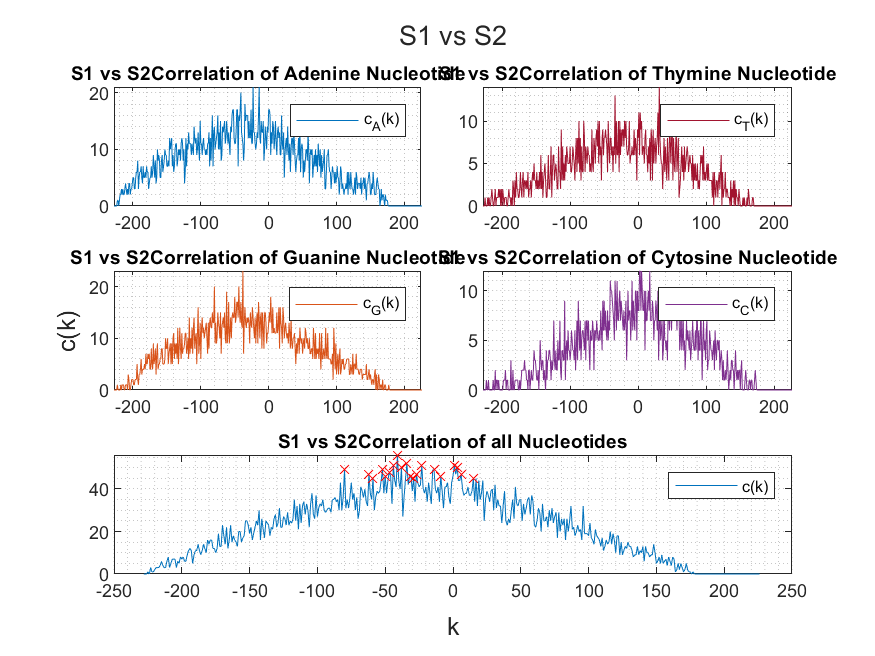 S1 vs S2
S1 vs S2Correlation of Adenine Nucleotide
S1 vs S2Correlation of Thymine Nucleotide
20
10
0
c_A(k)
-200 -100 0 100 200
10
5
0
c_T(k)
-200 -100 0 100 200
S1 vs S2Correlation of Guanine Nucleotide
S1 vs S2Correlation of Cytosine Nucleotide
20
10
0
c_G(k)
-200 -100 0 100 200
10
5
0
c_C(k)
-200 -100 0 100 200
c(k)
S1 vs S2Correlation of all Nucleotides
40
20
0
c(k)
-250 -200 -150 -100 -50 0 50 100 150 200 250
k